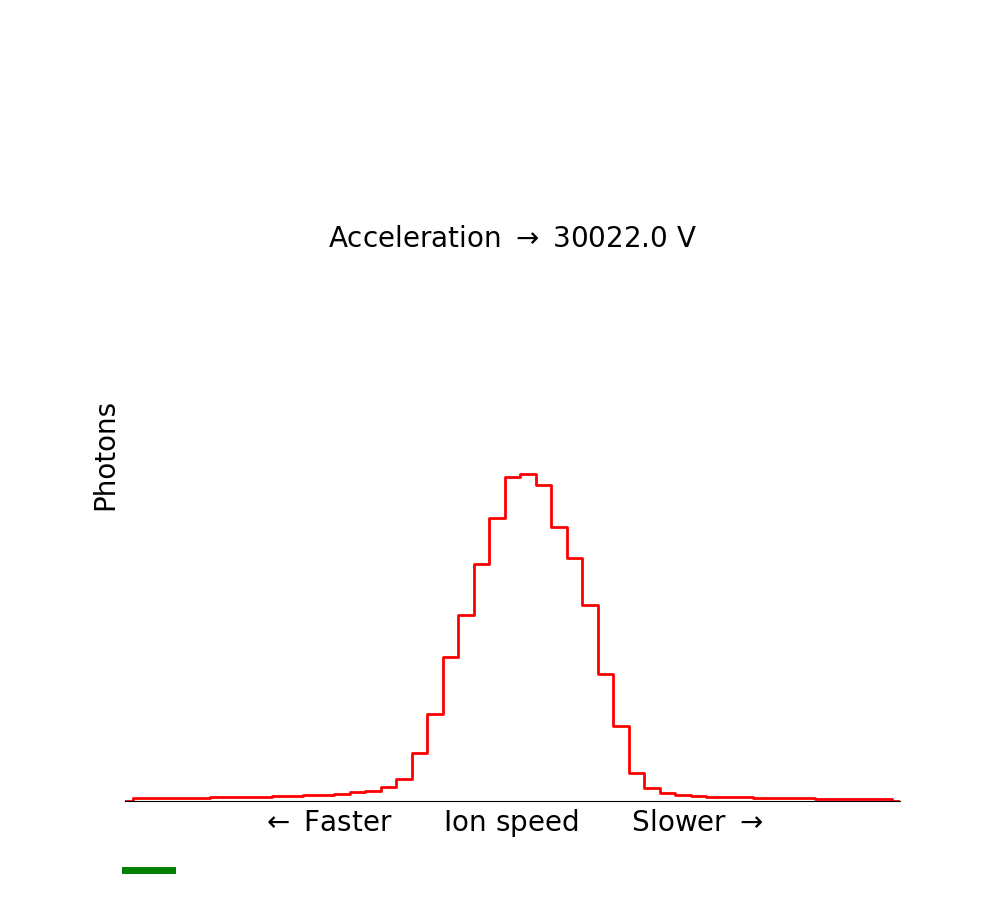 Acceleration → 30022.0 V
Photons
← Faster Ion speed Slower →